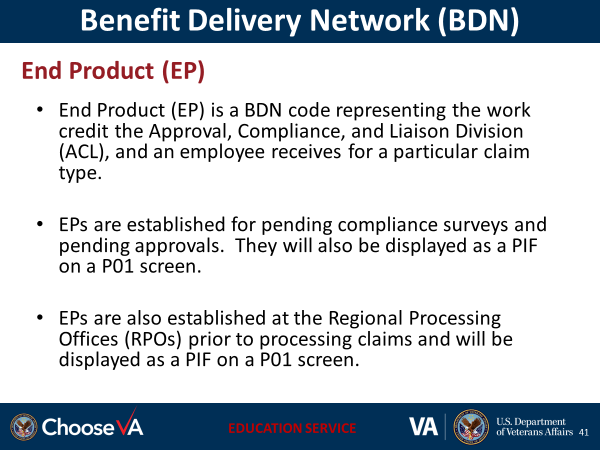 Benefit Delivery Network (BDN)
End Product (EP)
• End Product (EP) is a BDN code representing the work
credit the Approval, Compliance, and Liaison Division
(ACL), and an employee receives for a particular claim
type.
• EPs are established for pending compliance surveys and
pending approvals. They will also be displayed as a PIF
on a P01 screen.
• EPs are also established at the Regional Processing
Offices (RPOs) prior to processing claims and will be
displayed as a PIF on a P01 screen.
ChooseVA
EDUCATION SERVICE
VA
U.S. Department
of Veterans Affairs
41